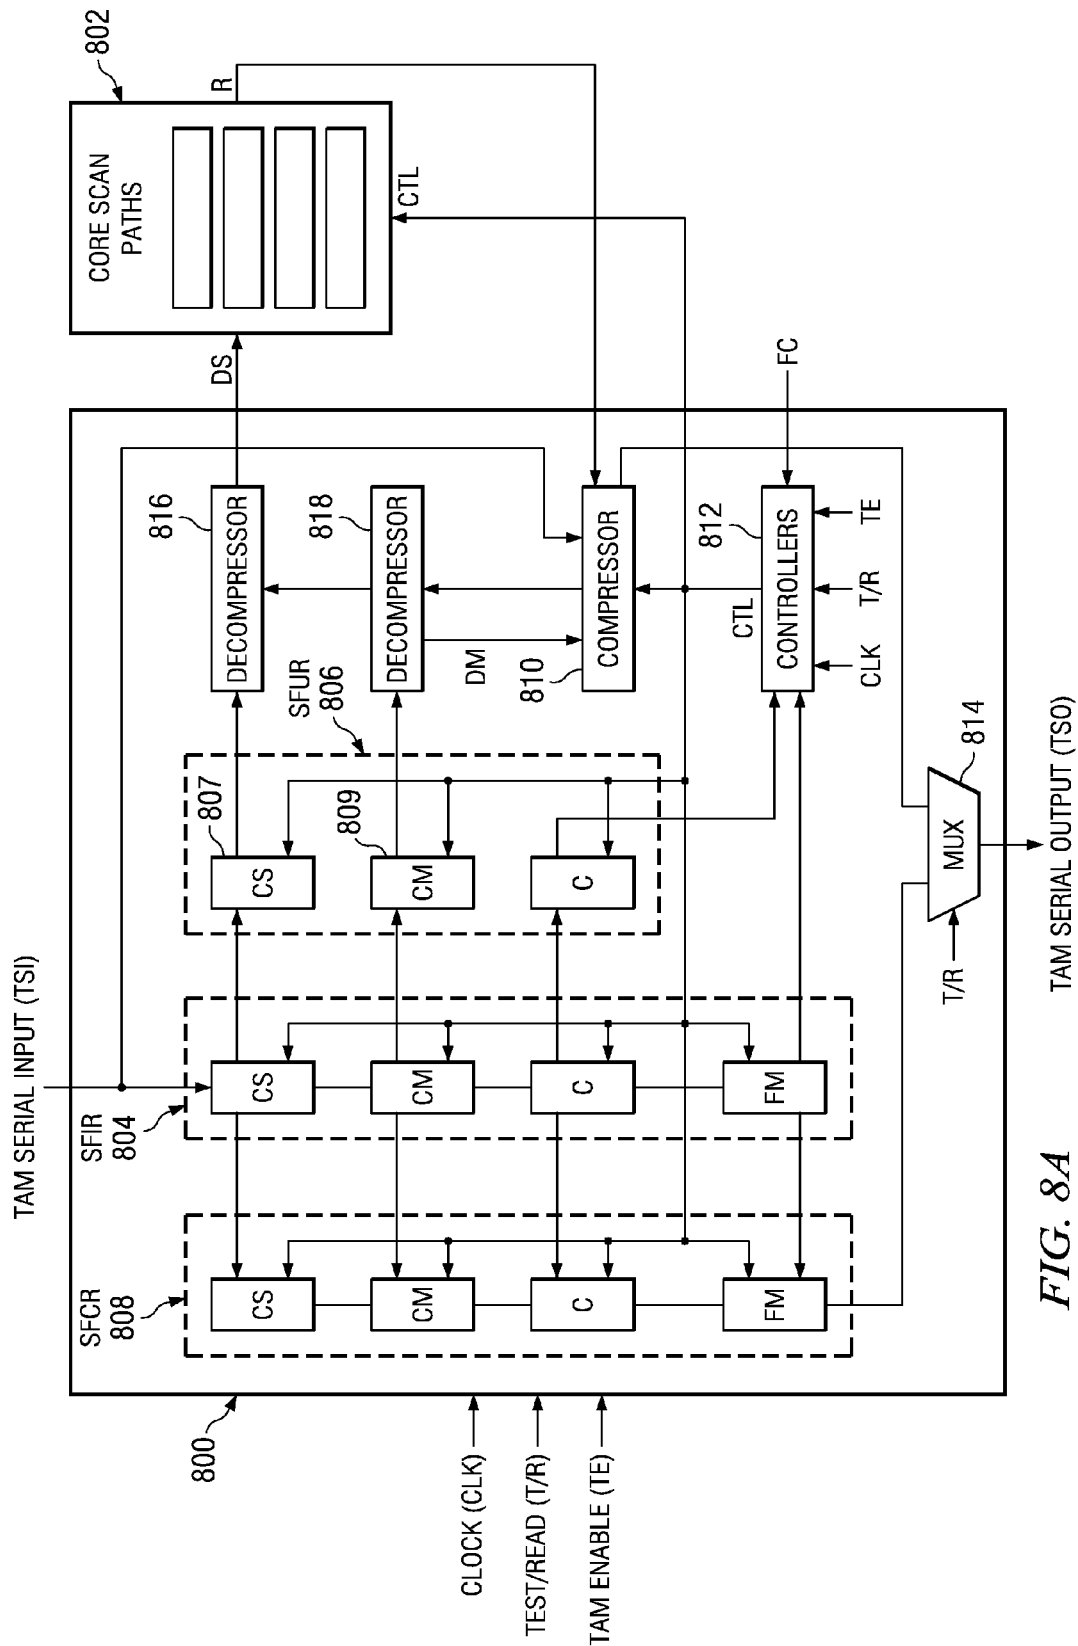 TAM SERIAL INPUT (TSI)
CORE SCAN
PATHS
802
R
CTL
DS
816
DECOMPRESSOR
818
DECOMPRESSOR
SFUR
806
DM
810
COMPRESSOR
812
CONTROLLERS
CTL
FC
CLK
T/R
TE
807
CS
809
CM
C
SFIR
804
CS
CM
C
FM
SFCR
808
CS
CM
C
FM
800
CLOCK (CLK)
TEST/READ (T/R)
TAM ENABLE (TE)
T/R
MUX
814
TAM SERIAL OUTPUT (TSO)
FIG. 8A